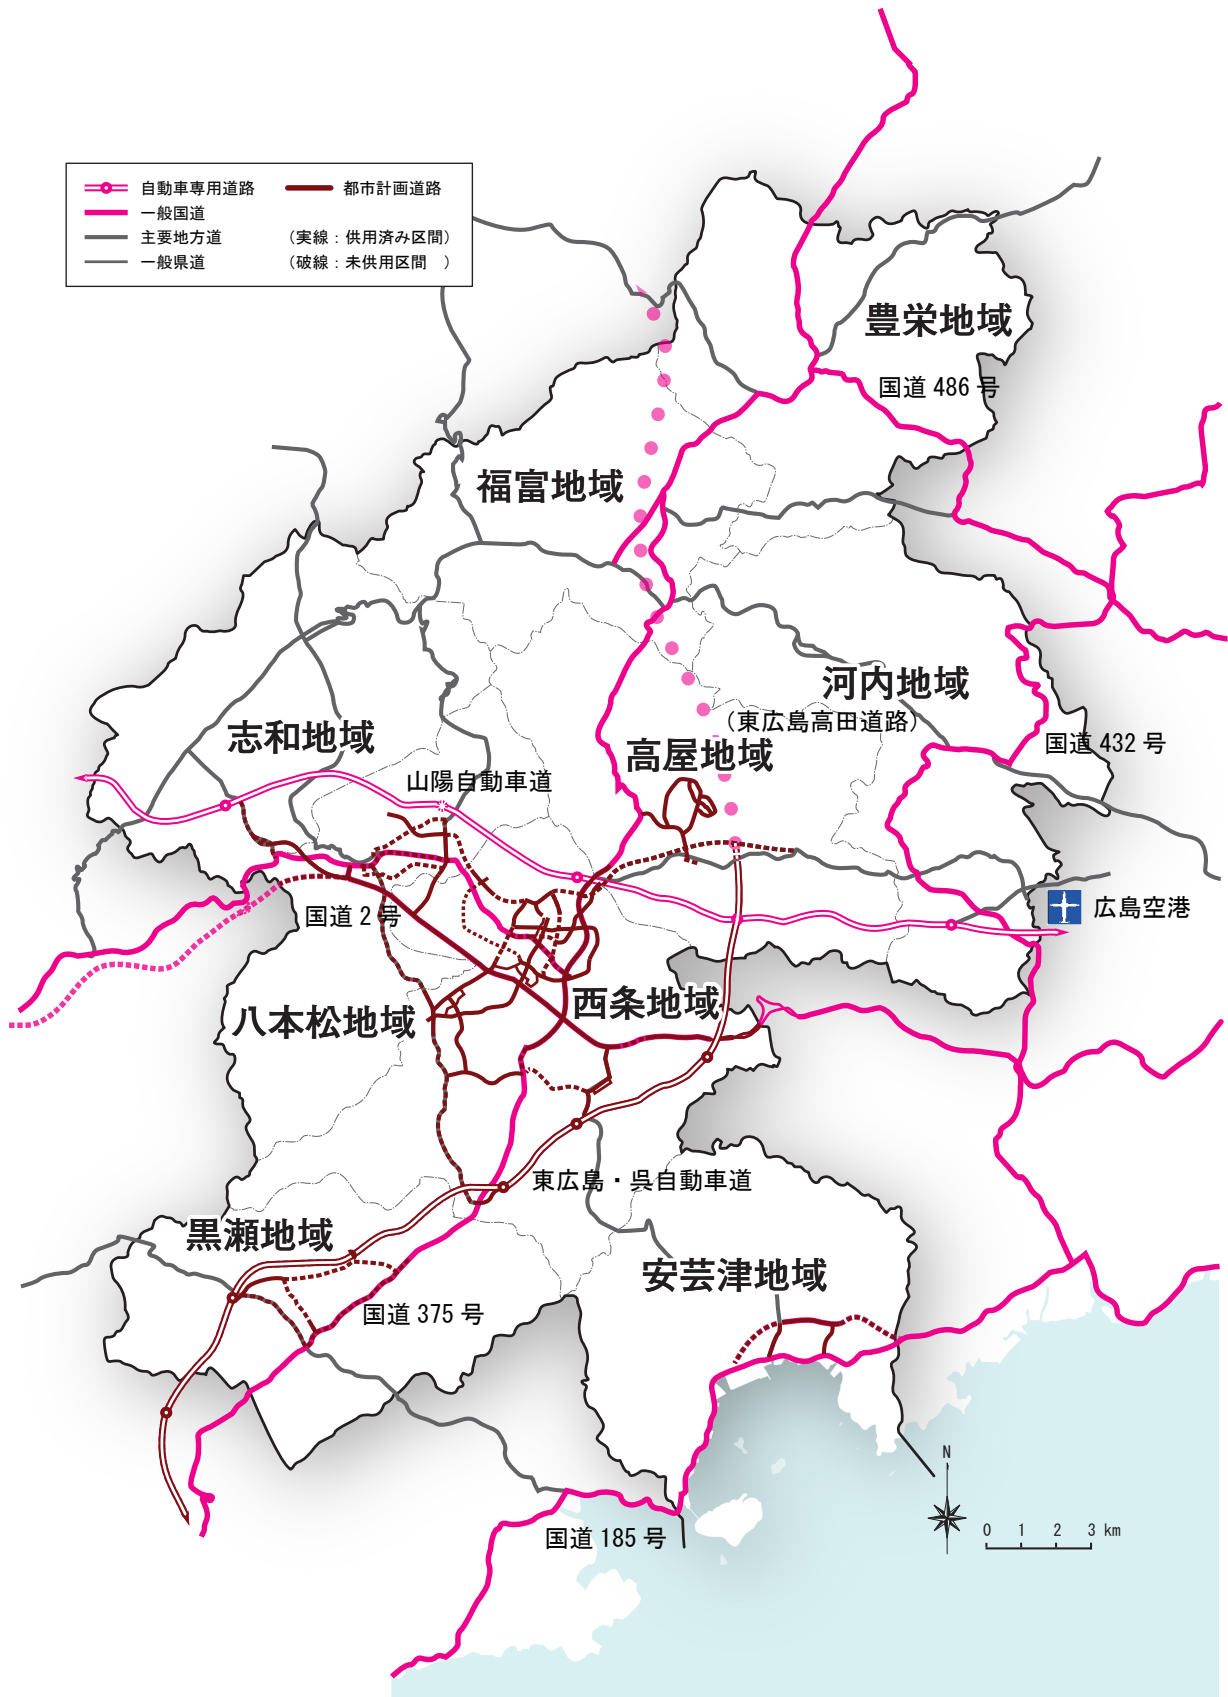 自動車専用道路
都市計画道路
一般国道
主要地方道
（実線：供用済み区間）
一般県道
（破線：未供用区間　）
豊栄地域
国道 486 号
福富地域
河内地域
（東広島高田道路）
志和地域
高屋地域
国道 432 号
山陽自動車道
国道 2 号
広島空港
西条地域
八本松地域
東広島・呉自動車道
黒瀬地域
安芸津地域
国道 375 号
N
国道 185 号
0 1 2 3 km